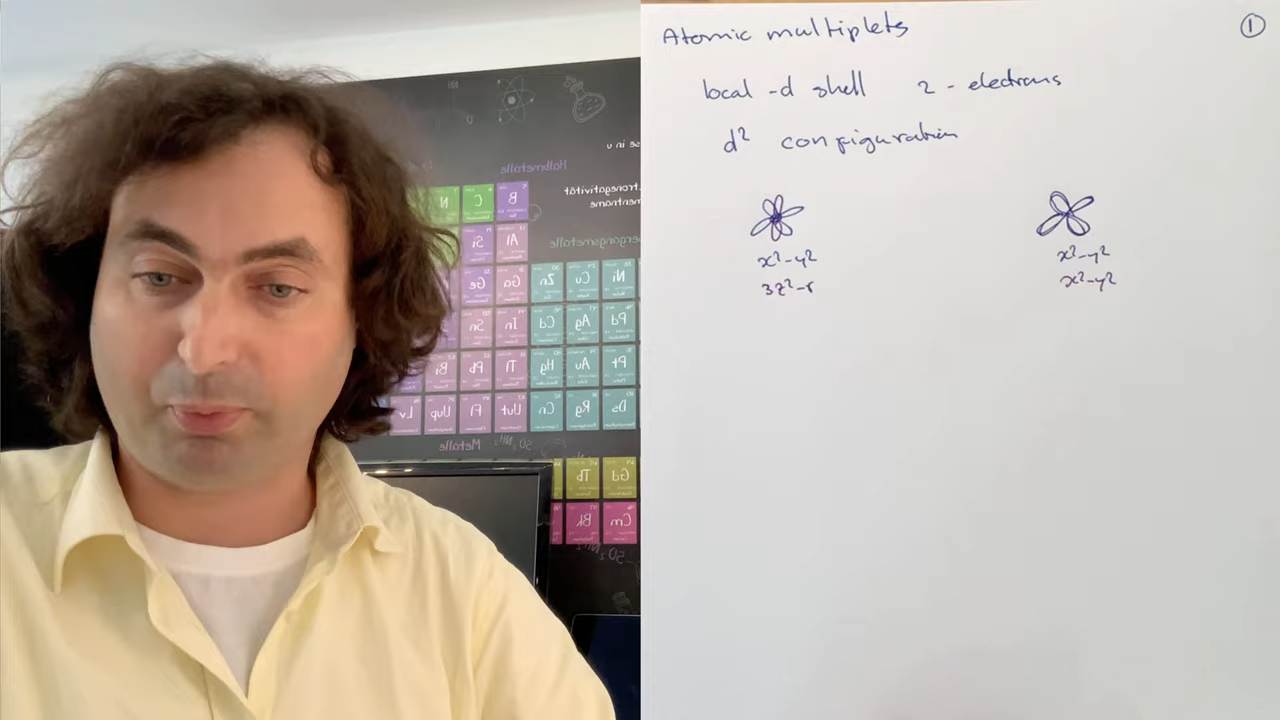 Atomic multiplets
①
local -d shell 2 - electrons
d² configuration
x²-y²
3z²-r
x²-y²
x²-y²
Halbmetalle
N C B
Si Al
Ge Ga Zn Cu Ni
Sn In Cd Ag Pd
Bi Pb Tl Hg Au Pt
Lv Uup Fl Uut Cn Rg Ds
Metalle
Tb Gd
Bk Cm